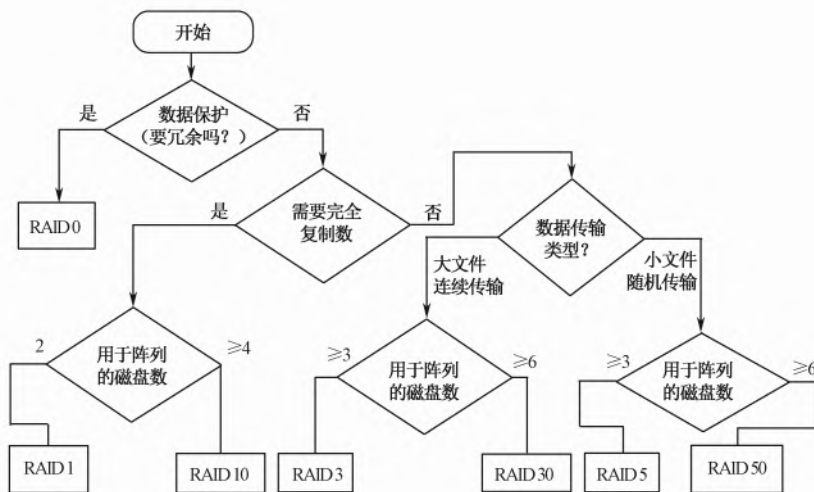 开始
是
数据保护
（要冗余吗？）
否
RAID 0
是
需要完全
复制数
否
数据传输
类型？
大文件
连续传输
小文件
随机传输
2
用于阵列
的磁盘数
≥4
≥3
用于阵列
的磁盘数
≥6
≥3
用于阵列
的磁盘数
≥6
RAID 1
RAID 10
RAID 3
RAID 30
RAID 5
RAID 50